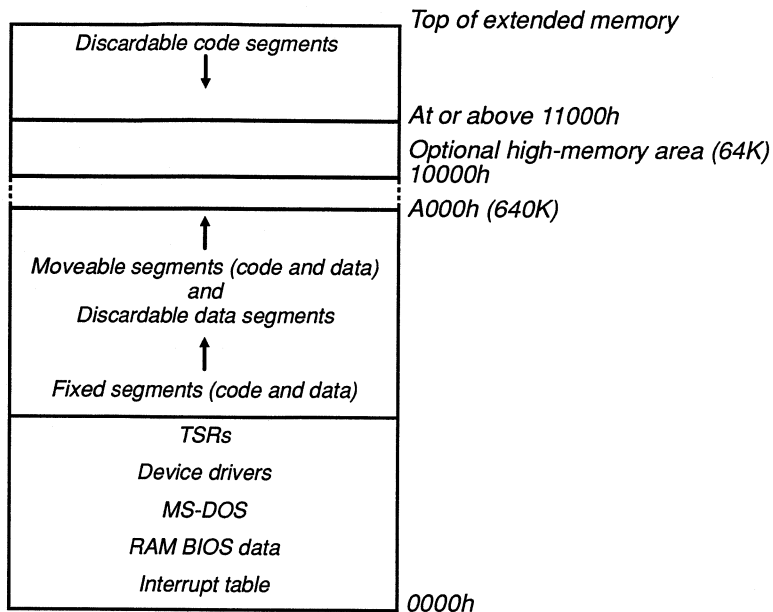 Top of extended memory
Discardable code segments
At or above 11000h
Optional high-memory area (64K)
10000h
A000h (640K)
Moveable segments (code and data)
and
Discardable data segments
Fixed segments (code and data)
TSRs
Device drivers
MS-DOS
RAM BIOS data
Interrupt table
0000h